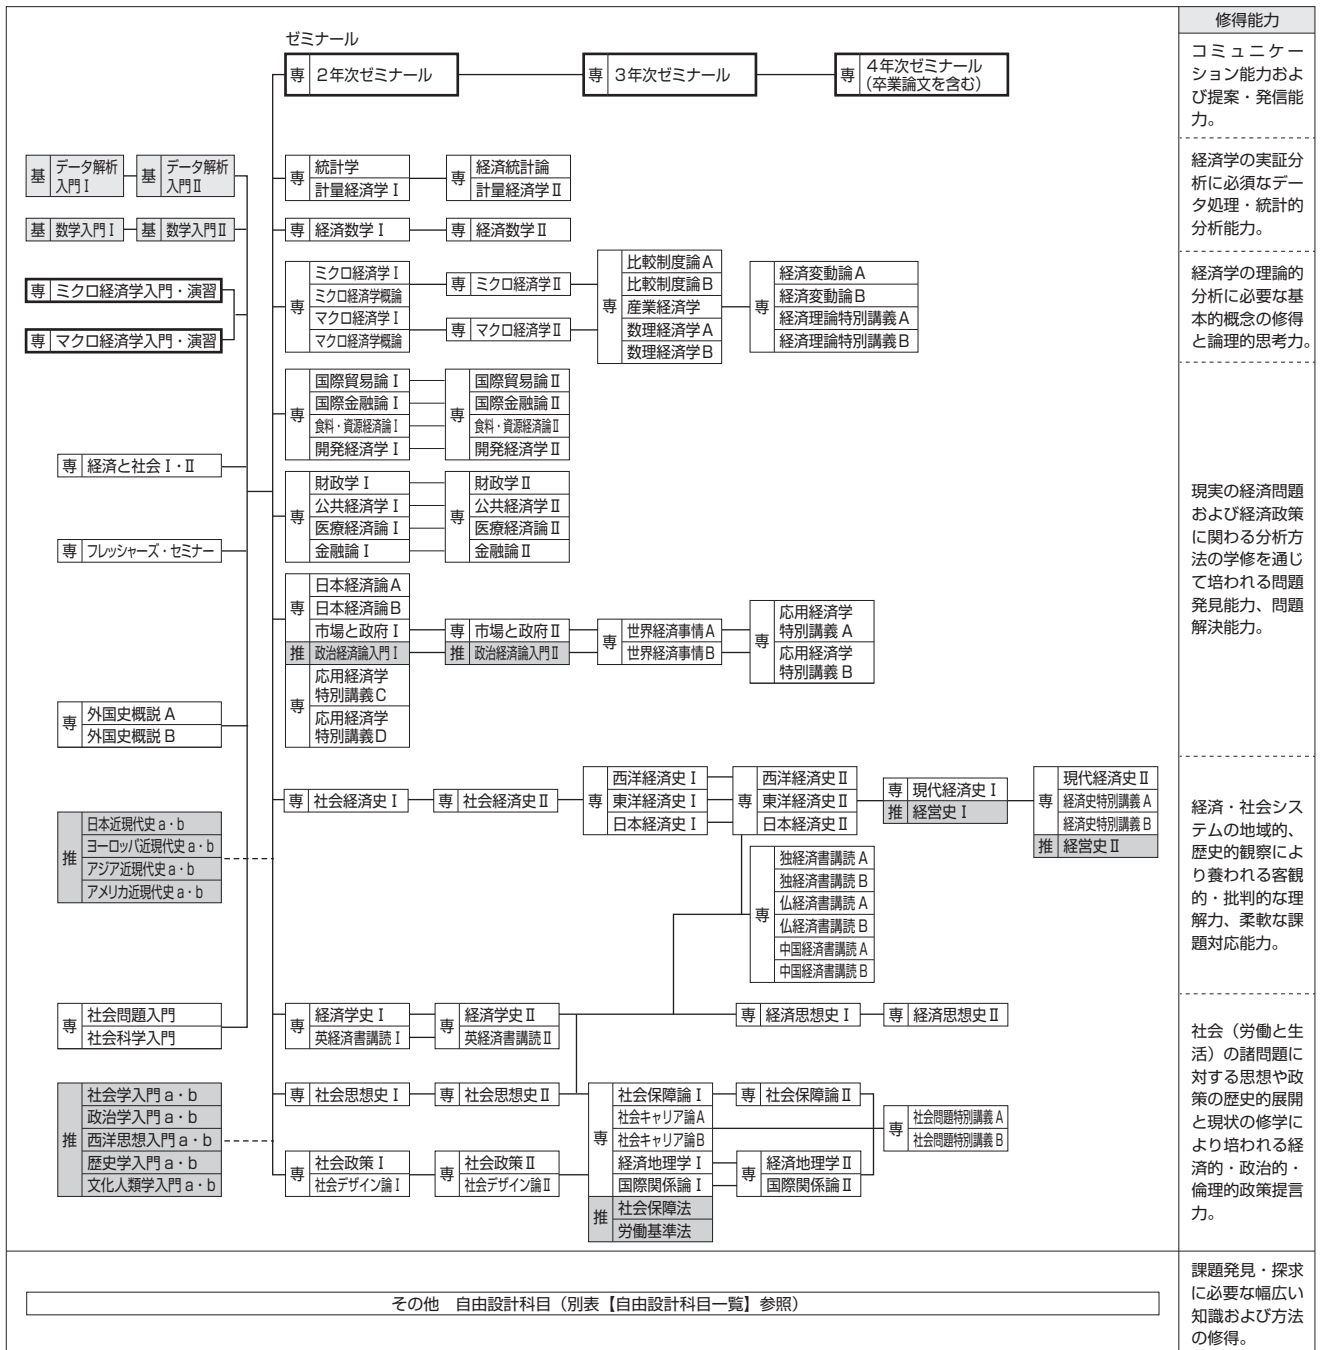 修得能力
ゼミナール
専 2年次ゼミナール
専 3年次ゼミナール
専 4年次ゼミナール
(卒業論文を含む)
コミュニケー
ション能力およ
び提案・発信能
力。
基 データ解析
入門Ⅰ
基 データ解析
入門Ⅱ
基 数学入門Ⅰ
基 数学入門Ⅱ
専
統計学
計量経済学Ⅰ
専
経済統計論
計量経済学Ⅱ
専 経済数学Ⅰ
専 経済数学Ⅱ
経済学の実証分
析に必須なデー
タ処理・統計的
分析能力。
専 ミクロ経済学入門・演習
専 マクロ経済学入門・演習
専
ミクロ経済学Ⅰ
ミクロ経済学概論
マクロ経済学Ⅰ
マクロ経済学概論
専 ミクロ経済学Ⅱ
専 マクロ経済学Ⅱ
専
比較制度論A
比較制度論B
産業経済学
数理経済学A
数理経済学B
専
経済変動論A
経済変動論B
経済理論特別講義A
経済理論特別講義B
経済学の理論的
分析に必要な基
本的概念の修得
と論理的思考力。
専 経済と社会Ⅰ・Ⅱ
専 フレッシャーズ・セミナー
専
外国史概説 A
外国史概説 B
専
国際貿易論Ⅰ
国際金融論Ⅰ
食料・資源経済論Ⅰ
開発経済学Ⅰ
専
国際貿易論Ⅱ
国際金融論Ⅱ
食料・資源経済論Ⅱ
開発経済学Ⅱ
専
財政学Ⅰ
公共経済学Ⅰ
医療経済論Ⅰ
金融論Ⅰ
専
財政学Ⅱ
公共経済学Ⅱ
医療経済論Ⅱ
金融論Ⅱ
専
日本経済論A
日本経済論B
市場と政府Ⅰ
推 政治経済論入門Ⅰ
専
応用経済学
特別講義C
応用経済学
特別講義D
専 市場と政府Ⅱ
推 政治経済論入門Ⅱ
専
世界経済事情A
世界経済事情B
専
応用経済学
特別講義 A
応用経済学
特別講義 B
現実の経済問題
および経済政策
に関わる分析方
法の学修を通じ
て培われる問題
発見能力、問題
解決能力。
推
日本近現代史 a・b
ヨーロッパ近現代史 a・b
アジア近現代史 a・b
アメリカ近現代史 a・b
専 社会経済史Ⅰ
専 社会経済史Ⅱ
専
西洋経済史Ⅰ
東洋経済史Ⅰ
日本経済史Ⅰ
専
西洋経済史Ⅱ
東洋経済史Ⅱ
日本経済史Ⅱ
専 現代経済史Ⅰ
推 経営史Ⅰ
専
現代経済史Ⅱ
経済史特別講義 A
経済史特別講義 B
推 経営史Ⅱ
専
独経済書講読 A
独経済書講読 B
仏経済書講読 A
仏経済書講読 B
中国経済書講読 A
中国経済書講読 B
経済・社会シス
テムの地域的、
歴史的観察によ
り養われる客観
的・批判的な理
解力、柔軟な課
題対応能力。
専
社会問題入門
社会科学入門
推
社会学入門 a・b
政治学入門 a・b
西洋思想入門 a・b
歴史学入門 a・b
文化人類学入門 a・b
専
経済学史Ⅰ
英経済書講読Ⅰ
専
経済学史Ⅱ
英経済書講読Ⅱ
専 経済思想史Ⅰ
専 経済思想史Ⅱ
専 社会思想史Ⅰ
専 社会思想史Ⅱ
専
社会政策Ⅰ
社会デザイン論Ⅰ
専
社会政策Ⅱ
社会デザイン論Ⅱ
専
社会保障論Ⅰ
社会キャリア論A
社会キャリア論B
経済地理学Ⅰ
国際関係論Ⅰ
推
社会保障法
労働基準法
専 社会保障論Ⅱ
専
経済地理学Ⅱ
国際関係論Ⅱ
専
社会問題特別講義 A
社会問題特別講義 B
社会(労働と生
活)の諸問題に
対する思想や政
策の歴史的展開
と現状の修学に
より培われる経
済的・政治的・
倫理的政策提言
力。
その他 自由設計科目(別表【自由設計科目一覧】参照)
課題発見・探求
に必要な幅広い
知識および方法
の修得。